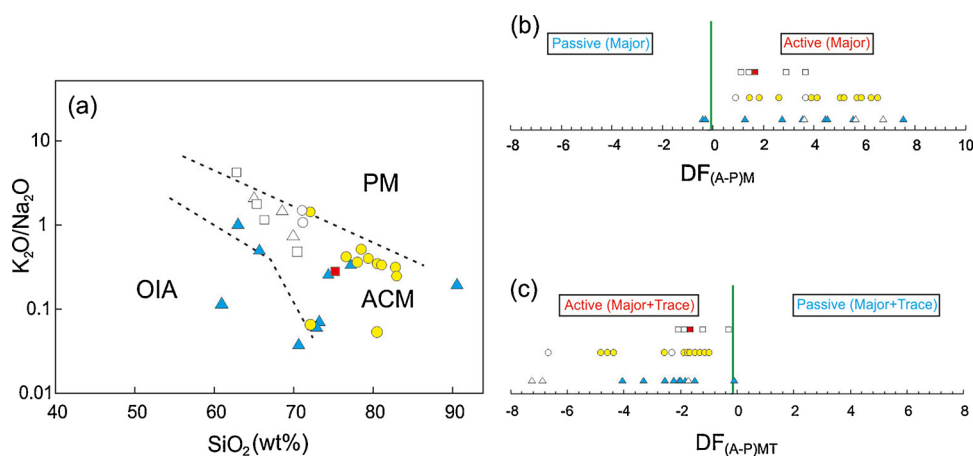 (a)
K₂O/Na₂O
10
1
0.1
0.01
PM
OIA
ACM
40 50 60 70 80 90
SiO₂ (wt%)
(b)
Passive (Major) Active (Major)
-8 -6 -4 -2 0 2 4 6 8 10
DF(A-P)M
(c)
Active (Major+Trace) Passive (Major+Trace)
-8 -6 -4 -2 0 2 4 6 8
DF(A-P)MT